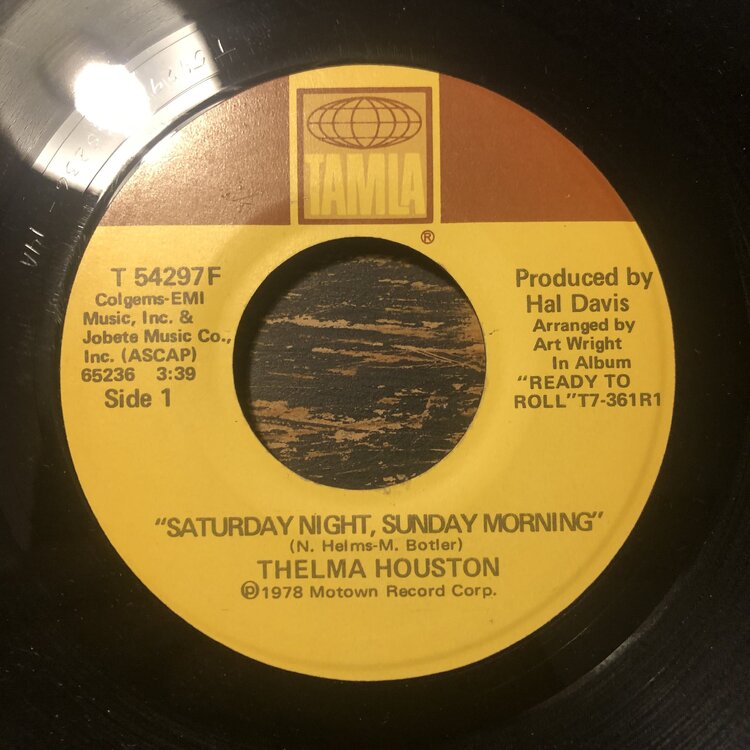 TAMLA
®
T 54297F
Colgems-EMI
Music, Inc. &
Jobete Music Co.,
Inc. (ASCAP)
65236 3:39
Side 1
Produced by
Hal Davis
Arranged by
Art Wright
In Album
"READY TO
ROLL"T7-361R1
"SATURDAY NIGHT, SUNDAY MORNING"
(N. Helms-M. Botler)
THELMA HOUSTON
℗1978 Motown Record Corp.